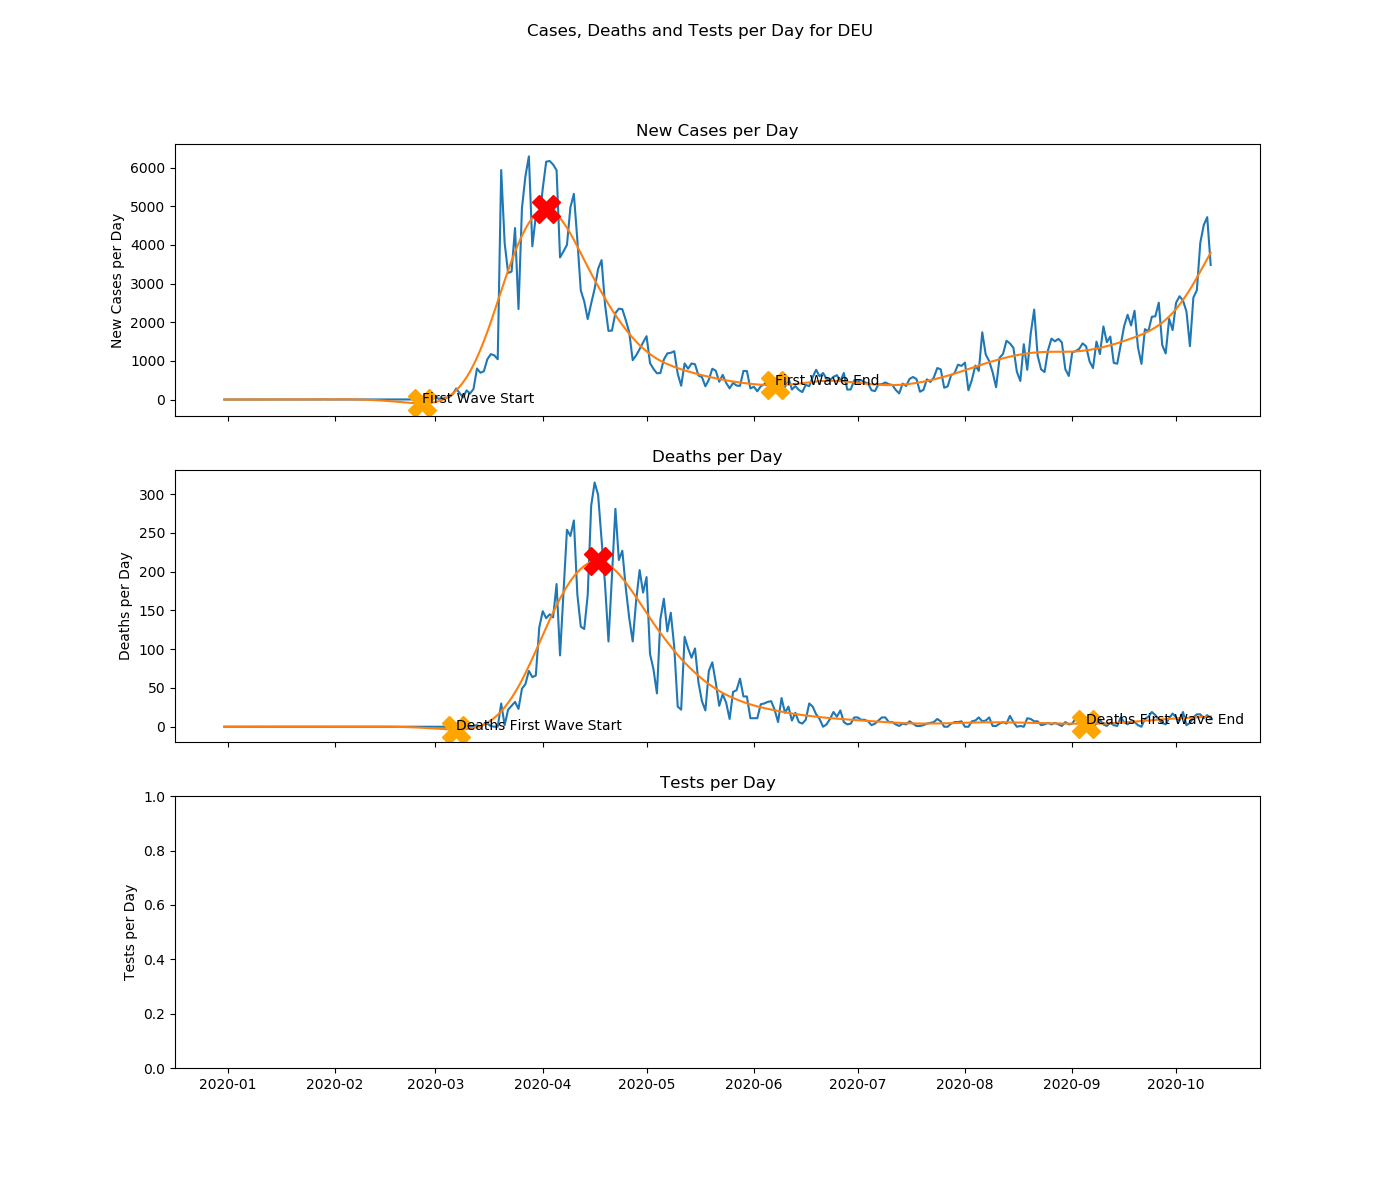 Cases, Deaths and Tests per Day for DEU
New Cases per Day
New Cases per Day
6000
5000
4000
3000
2000
1000
0
First Wave Start
First Wave End
Deaths per Day
Deaths per Day
300
250
200
150
100
50
0
Deaths First Wave Start
Deaths First Wave End
Tests per Day
Tests per Day
1.0
0.8
0.6
0.4
0.2
0.0
2020-01 2020-02 2020-03 2020-04 2020-05 2020-06 2020-07 2020-08 2020-09 2020-10